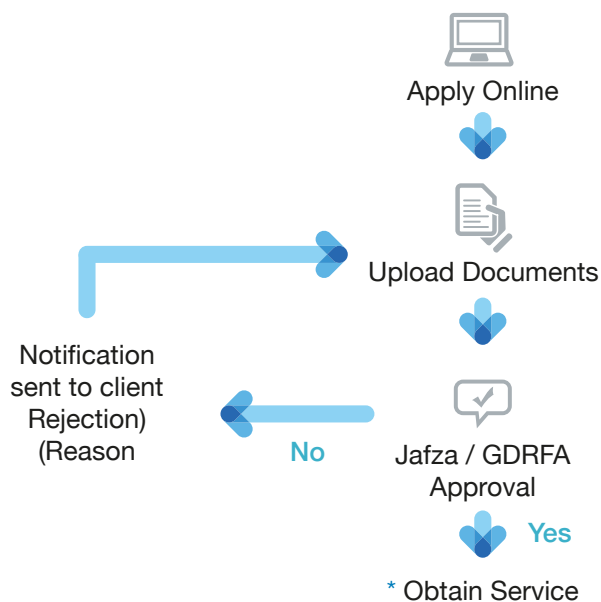 Apply Online
Upload Documents
Notification
sent to client
Rejection)
(Reason
No
Jafza / GDRFA
Approval
Yes
* Obtain Service